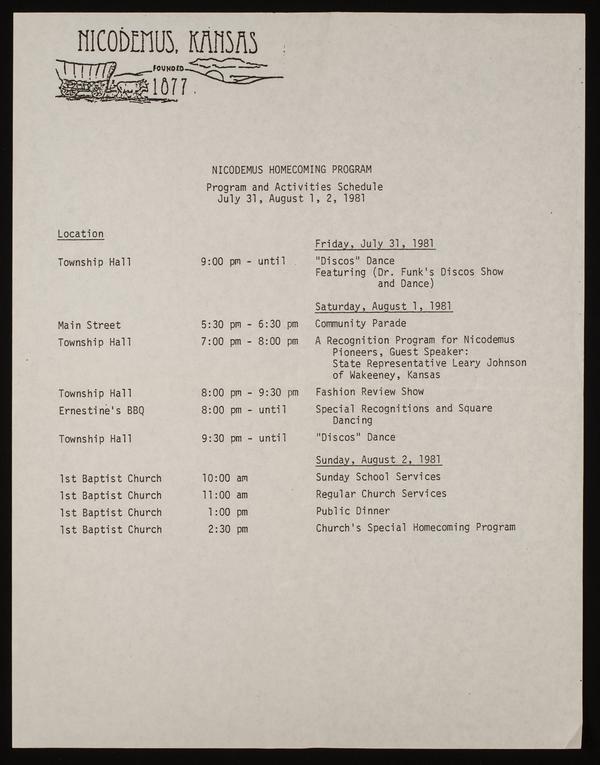 NICODEMUS, KANSAS
FOUNDED
1877.
NICODEMUS HOMECOMING PROGRAM
Program and Activities Schedule
July 31, August 1, 2, 1981
Location
Friday, July 31, 1981
Township Hall 9:00 pm - until "Discos" Dance
Featuring (Dr. Funk's Discos Show
and Dance)
Saturday, August 1, 1981
Main Street 5:30 pm - 6:30 pm Community Parade
Township Hall 7:00 pm - 8:00 pm A Recognition Program for Nicodemus
Pioneers, Guest Speaker:
State Representative Leary Johnson
of Wakeeney, Kansas
Township Hall 8:00 pm - 9:30 pm Fashion Review Show
Ernestine's BBQ 8:00 pm - until Special Recognitions and Square
Dancing
Township Hall 9:30 pm - until "Discos" Dance
Sunday, August 2, 1981
1st Baptist Church 10:00 am Sunday School Services
1st Baptist Church 11:00 am Regular Church Services
1st Baptist Church 1:00 pm Public Dinner
1st Baptist Church 2:30 pm Church's Special Homecoming Program